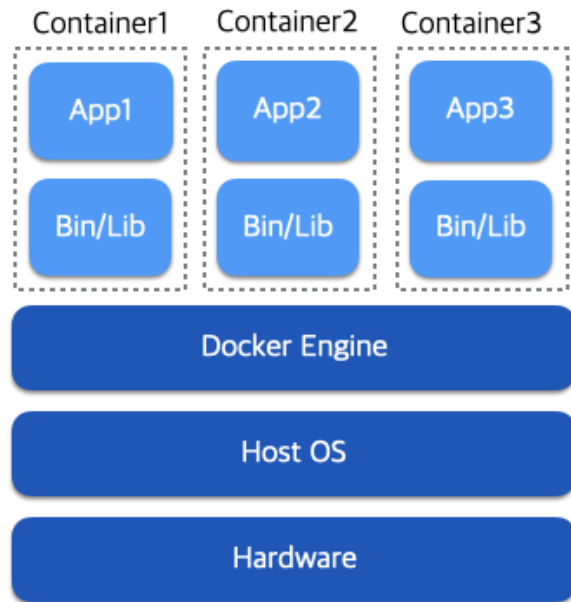 Container1 Container2 Container3
App1 App2 App3
Bin/Lib Bin/Lib Bin/Lib
Docker Engine
Host OS
Hardware